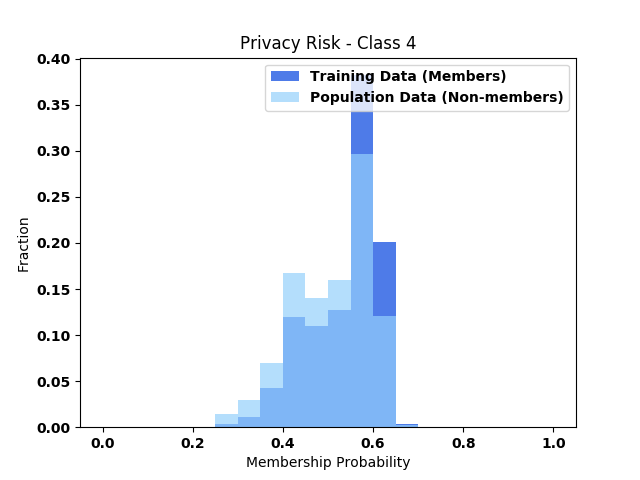 Privacy Risk - Class 4
Training Data (Members)
Population Data (Non-members)
0.40
0.35
0.30
0.25
0.20
0.15
0.10
0.05
0.00
Fraction
0.0 0.2 0.4 0.6 0.8 1.0
Membership Probability